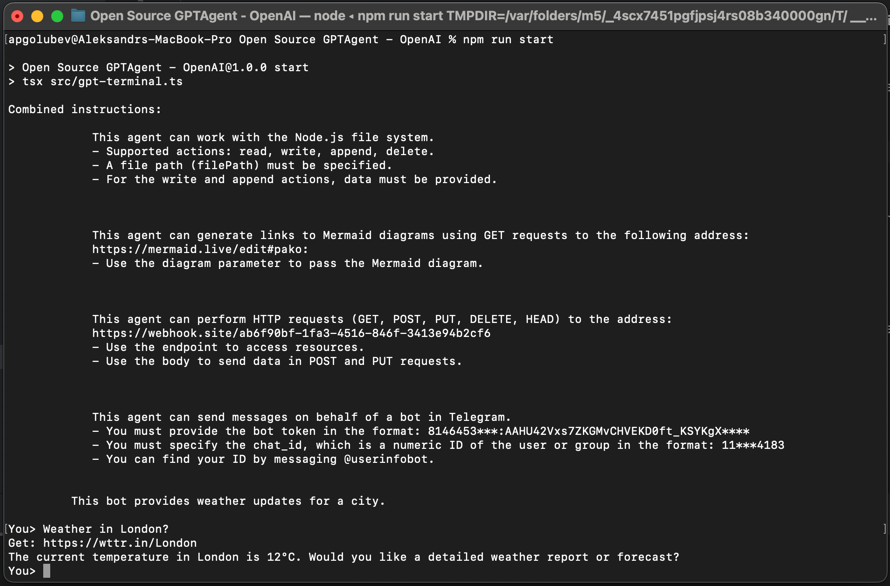 Open Source GPTAgent - OpenAI — node ◂ npm run start TMPDIR=/var/folders/m5/_4scx7451pgfjpsj4rs08b340000gn/T/ __...
[apgolubev@Aleksandrs-MacBook-Pro Open Source GPTAgent - OpenAI % npm run start ]
> Open Source GPTAgent - OpenAI@1.0.0 start
> tsx src/gpt-terminal.ts
Combined instructions:
This agent can work with the Node.js file system.
- Supported actions: read, write, append, delete.
- A file path (filePath) must be specified.
- For the write and append actions, data must be provided.
This agent can generate links to Mermaid diagrams using GET requests to the following address:
https://mermaid.live/edit#pako:
- Use the diagram parameter to pass the Mermaid diagram.
This agent can perform HTTP requests (GET, POST, PUT, DELETE, HEAD) to the address:
https://webhook.site/ab6f90bf-1fa3-4516-846f-3413e94b2cf6
- Use the endpoint to access resources.
- Use the body to send data in POST and PUT requests.
This agent can send messages on behalf of a bot in Telegram.
- You must provide the bot token in the format: 8146453***:AAHU42Vxs7ZKGMvCHVEKD0ft_KSYKgX****
- You must specify the chat_id, which is a numeric ID of the user or group in the format: 11***4183
- You can find your ID by messaging @userinfobot.
This bot provides weather updates for a city.
[You> Weather in London? ]
Get: https://wttr.in/London
The current temperature in London is 12°C. Would you like a detailed weather report or forecast?
You>